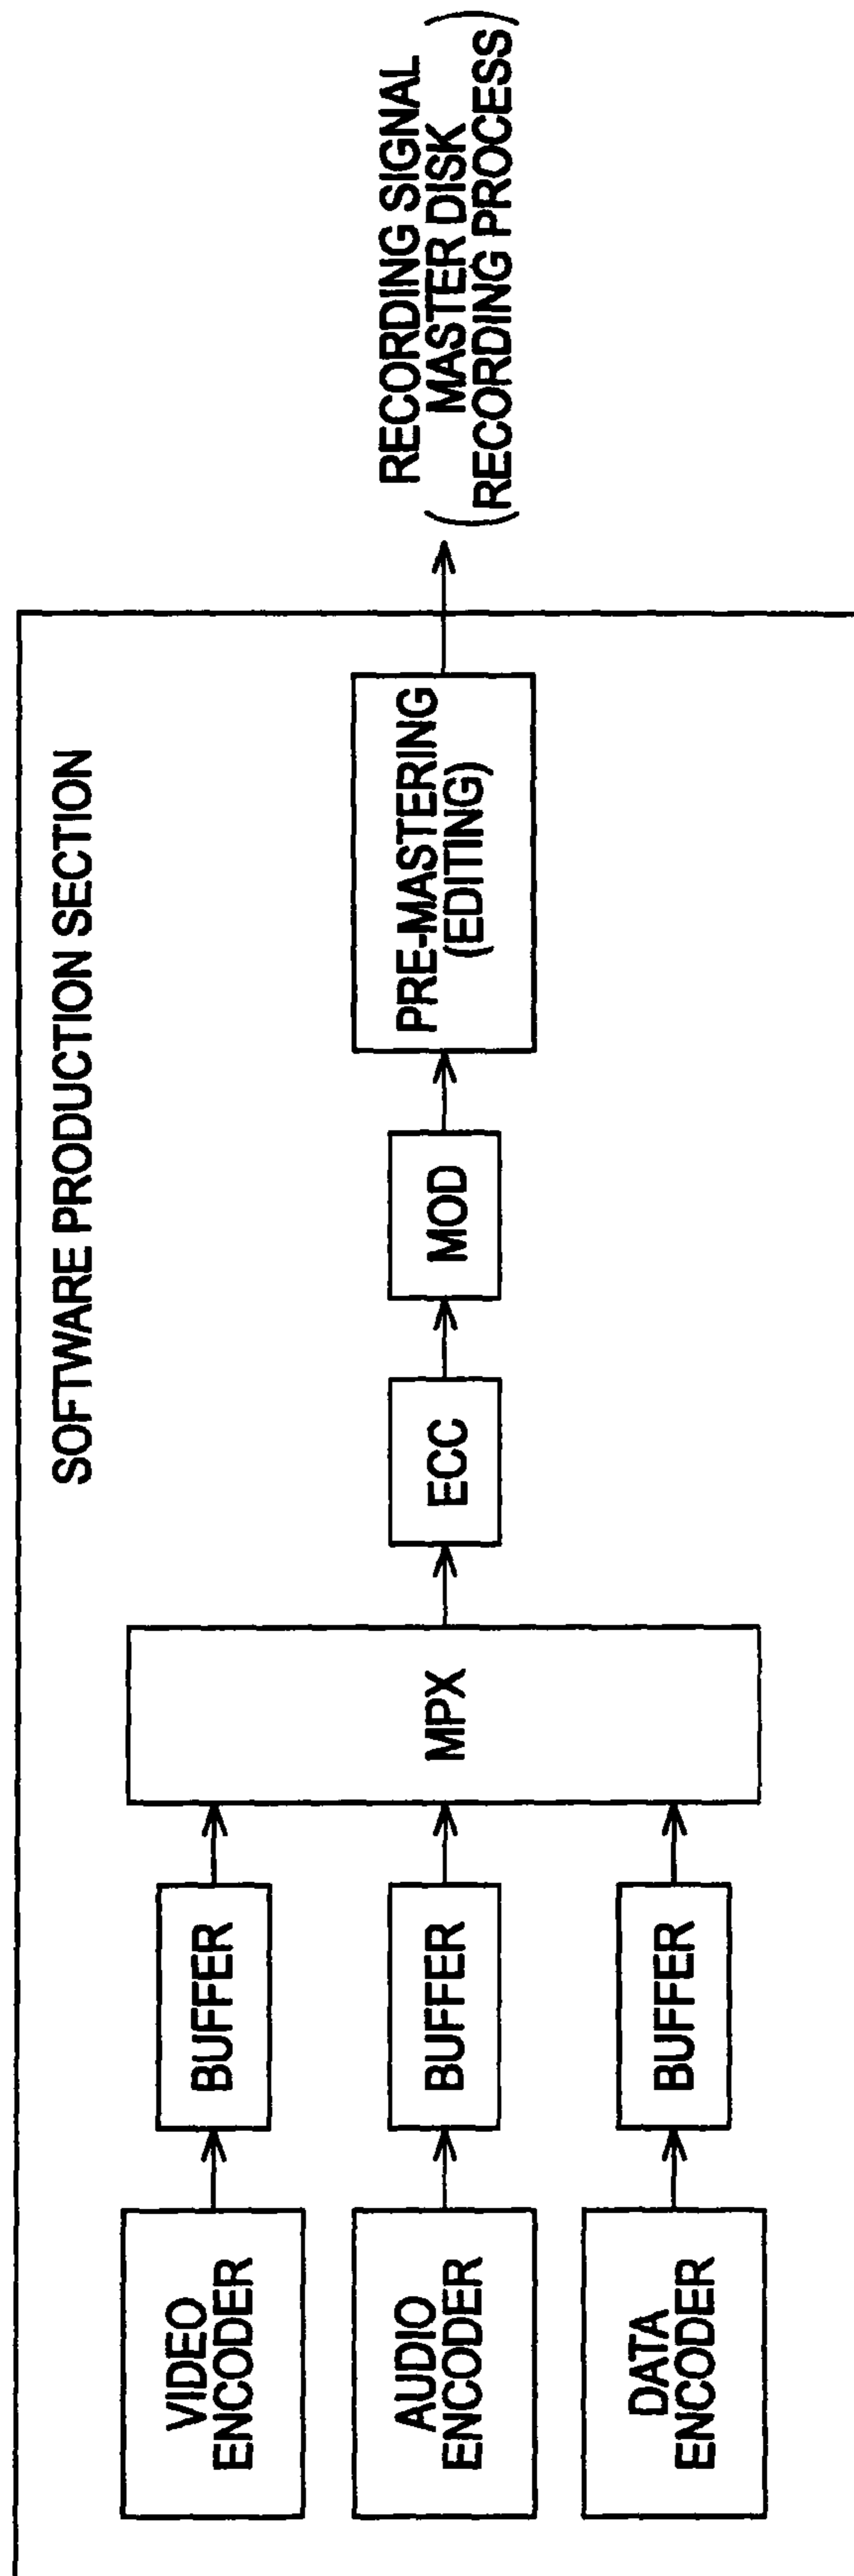 SOFTWARE PRODUCTION SECTION
VIDEO
ENCODER
BUFFER
AUDIO
ENCODER
BUFFER
DATA
ENCODER
BUFFER
MPX
ECC
MOD
PRE-MASTERING
(EDITING)
RECORDING SIGNAL
(MASTER DISK
RECORDING PROCESS)